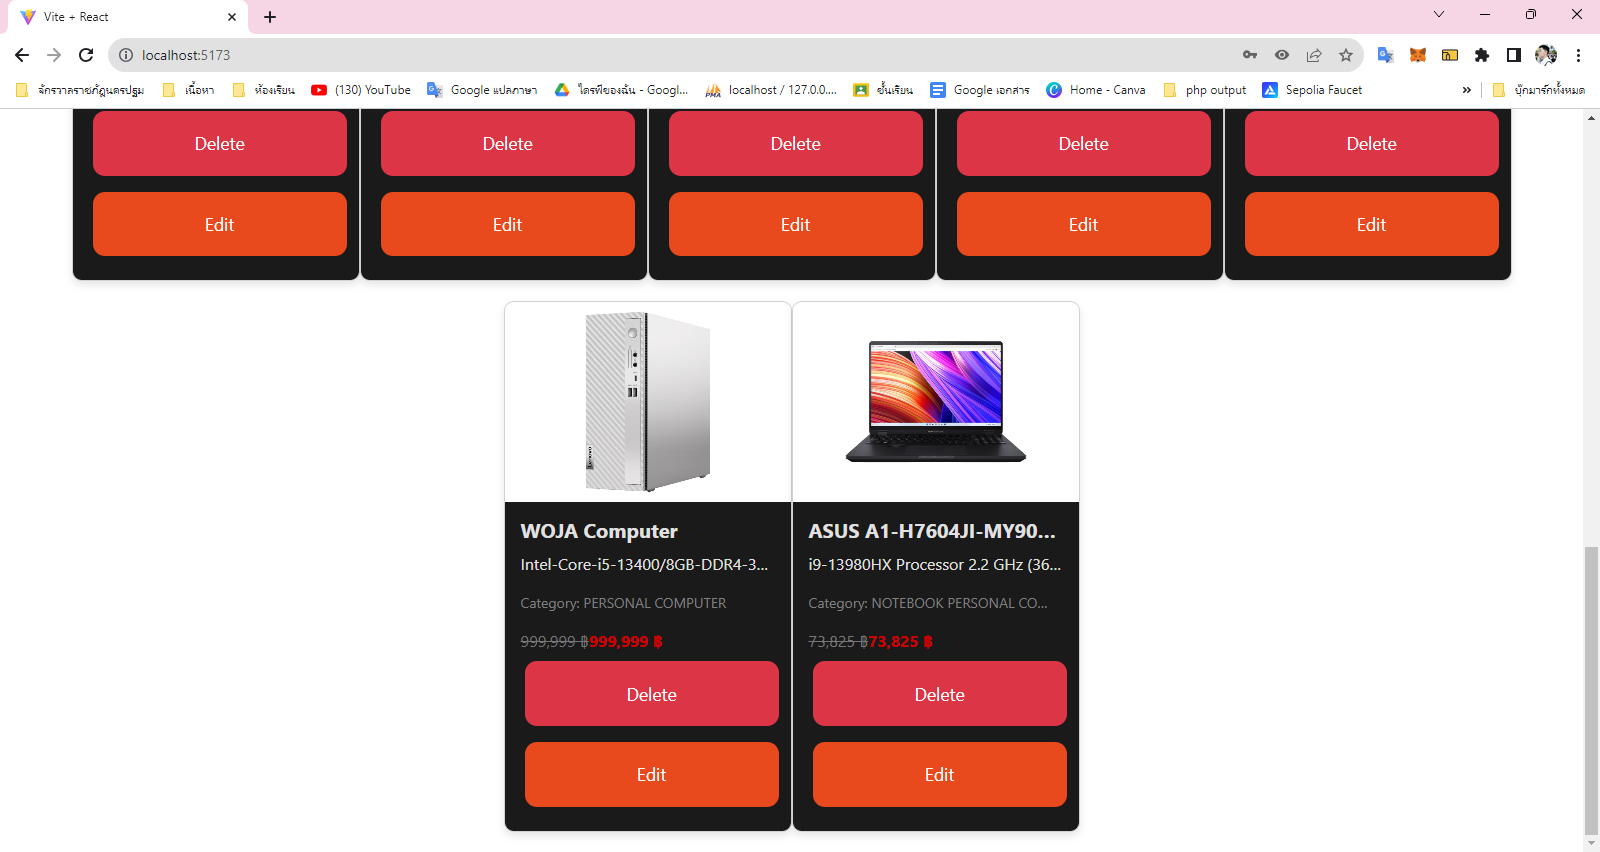 Vite + React
localhost:5173
จักรวาลราชภัฏนครปฐม เนื้อหา ห้องเรียน (130) YouTube Google แปลภาษา ไดรฟ์ของฉัน - Googl... localhost / 127.0.0.... ชั้นเรียน Google เอกสาร Home - Canva php output Sepolia Faucet » บุ๊กมาร์กทั้งหมด
Delete Delete Delete Delete Delete
Edit Edit Edit Edit Edit
Lenovo
WOJA Computer
Intel-Core-i5-13400/8GB-DDR4-3...
Category: PERSONAL COMPUTER
999,999 ฿999,999 ฿
Delete
Edit
ASUS A1-H7604JI-MY90...
i9-13980HX Processor 2.2 GHz (36...
Category: NOTEBOOK PERSONAL CO...
73,825 ฿73,825 ฿
Delete
Edit